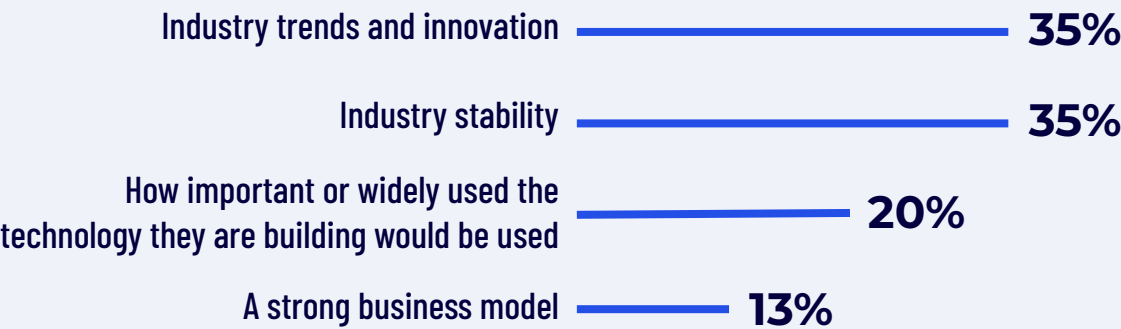 Industry trends and innovation 35%
Industry stability 35%
How important or widely used the
technology they are building would be used 20%
A strong business model 13%